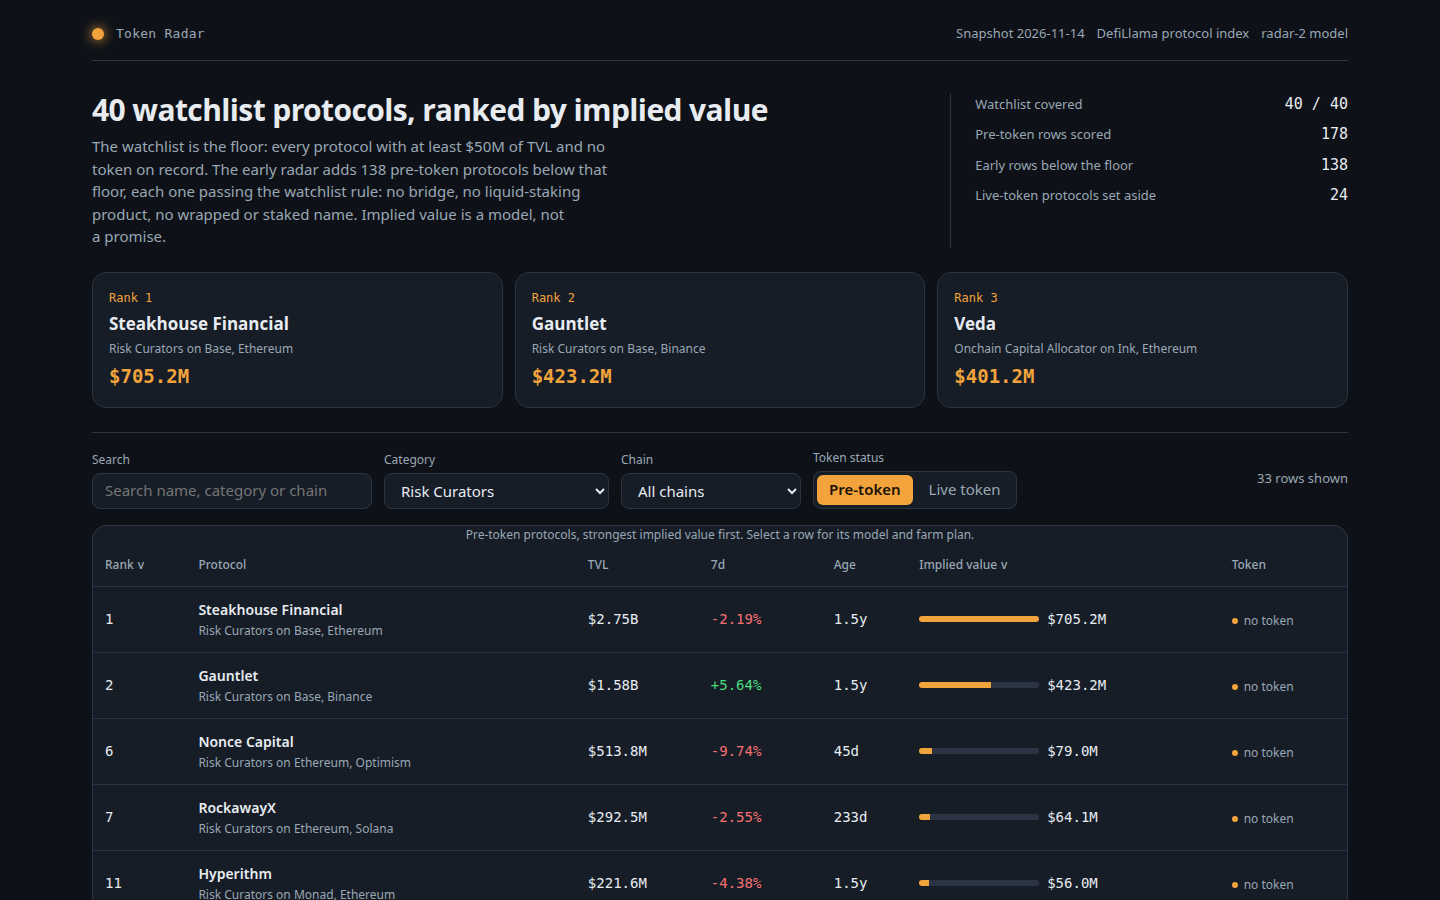 Token Radar
Snapshot 2026-11-14 DefiLlama protocol index radar-2 model
40 watchlist protocols, ranked by implied value
The watchlist is the floor: every protocol with at least $50M of TVL and no
token on record. The early radar adds 138 pre-token protocols below that
floor, each one passing the watchlist rule: no bridge, no liquid-staking
product, no wrapped or staked name. Implied value is a model, not
a promise.
Watchlist covered 40 / 40
Pre-token rows scored 178
Early rows below the floor 138
Live-token protocols set aside 24
Rank 1
Steakhouse Financial
Risk Curators on Base, Ethereum
$705.2M
Rank 2
Gauntlet
Risk Curators on Base, Binance
$423.2M
Rank 3
Veda
Onchain Capital Allocator on Ink, Ethereum
$401.2M
Search Category Chain Token status
Search name, category or chain Risk Curators All chains Pre-token Live token
33 rows shown
Pre-token protocols, strongest implied value first. Select a row for its model and farm plan.
Rank v Protocol TVL 7d Age Implied value v Token
1 Steakhouse Financial $2.75B -2.19% 1.5y $705.2M no token
Risk Curators on Base, Ethereum
2 Gauntlet $1.58B +5.64% 1.5y $423.2M no token
Risk Curators on Base, Binance
6 Nonce Capital $513.8M -9.74% 45d $79.0M no token
Risk Curators on Ethereum, Optimism
7 RockawayX $292.5M -2.55% 233d $64.1M no token
Risk Curators on Ethereum, Solana
11 Hyperithm $221.6M -4.38% 1.5y $56.0M no token
Risk Curators on Monad, Ethereum